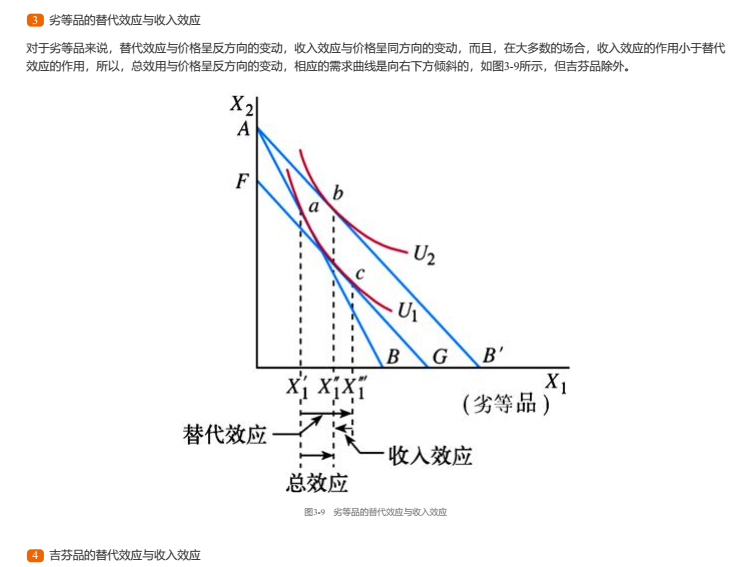 3 劣等品的替代效应与收入效应
对于劣等品来说，替代效应与价格呈反方向的变动，收入效应与价格呈同方向的变动，而且，在大多数的场合，收入效应的作用小于替代
效应的作用，所以，总效用与价格呈反方向的变动，相应的需求曲线是向右下方倾斜的，如图3-9所示，但吉芬品除外。
X₂
A
F
b
a
c
U₂
U₁
B G B′
X₁′ X₁″ X₁‴ X₁
(劣等品)
替代效应
收入效应
总效应
图3-9 劣等品的替代效应与收入效应
4 吉芬品的替代效应与收入效应